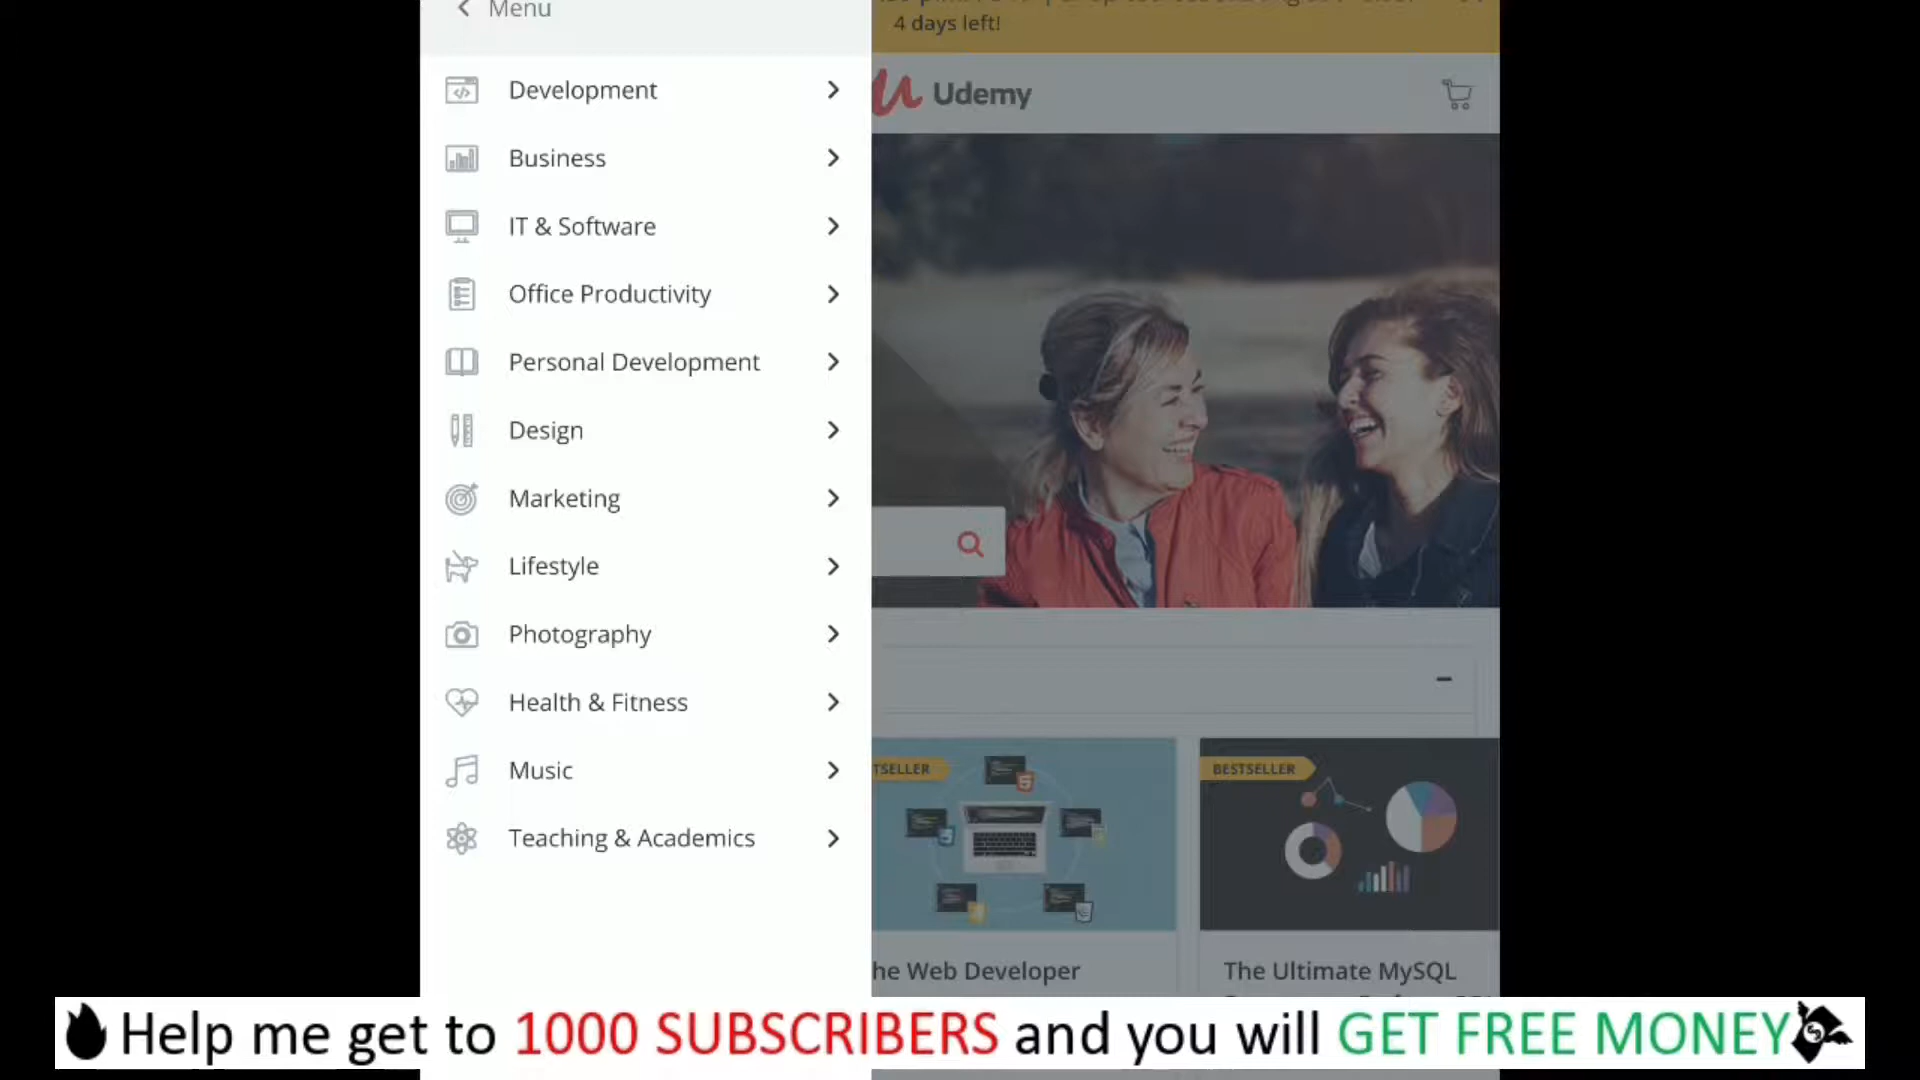 Menu
Development
Business
IT & Software
Office Productivity
Personal Development
Design
Marketing
Lifestyle
Photography
Health & Fitness
Music
Teaching & Academics
4 days left!
Udemy
TSELLER
BESTSELLER
he Web Developer
The Ultimate MySQL
Help me get to 1000 SUBSCRIBERS and you will GET FREE MONEY